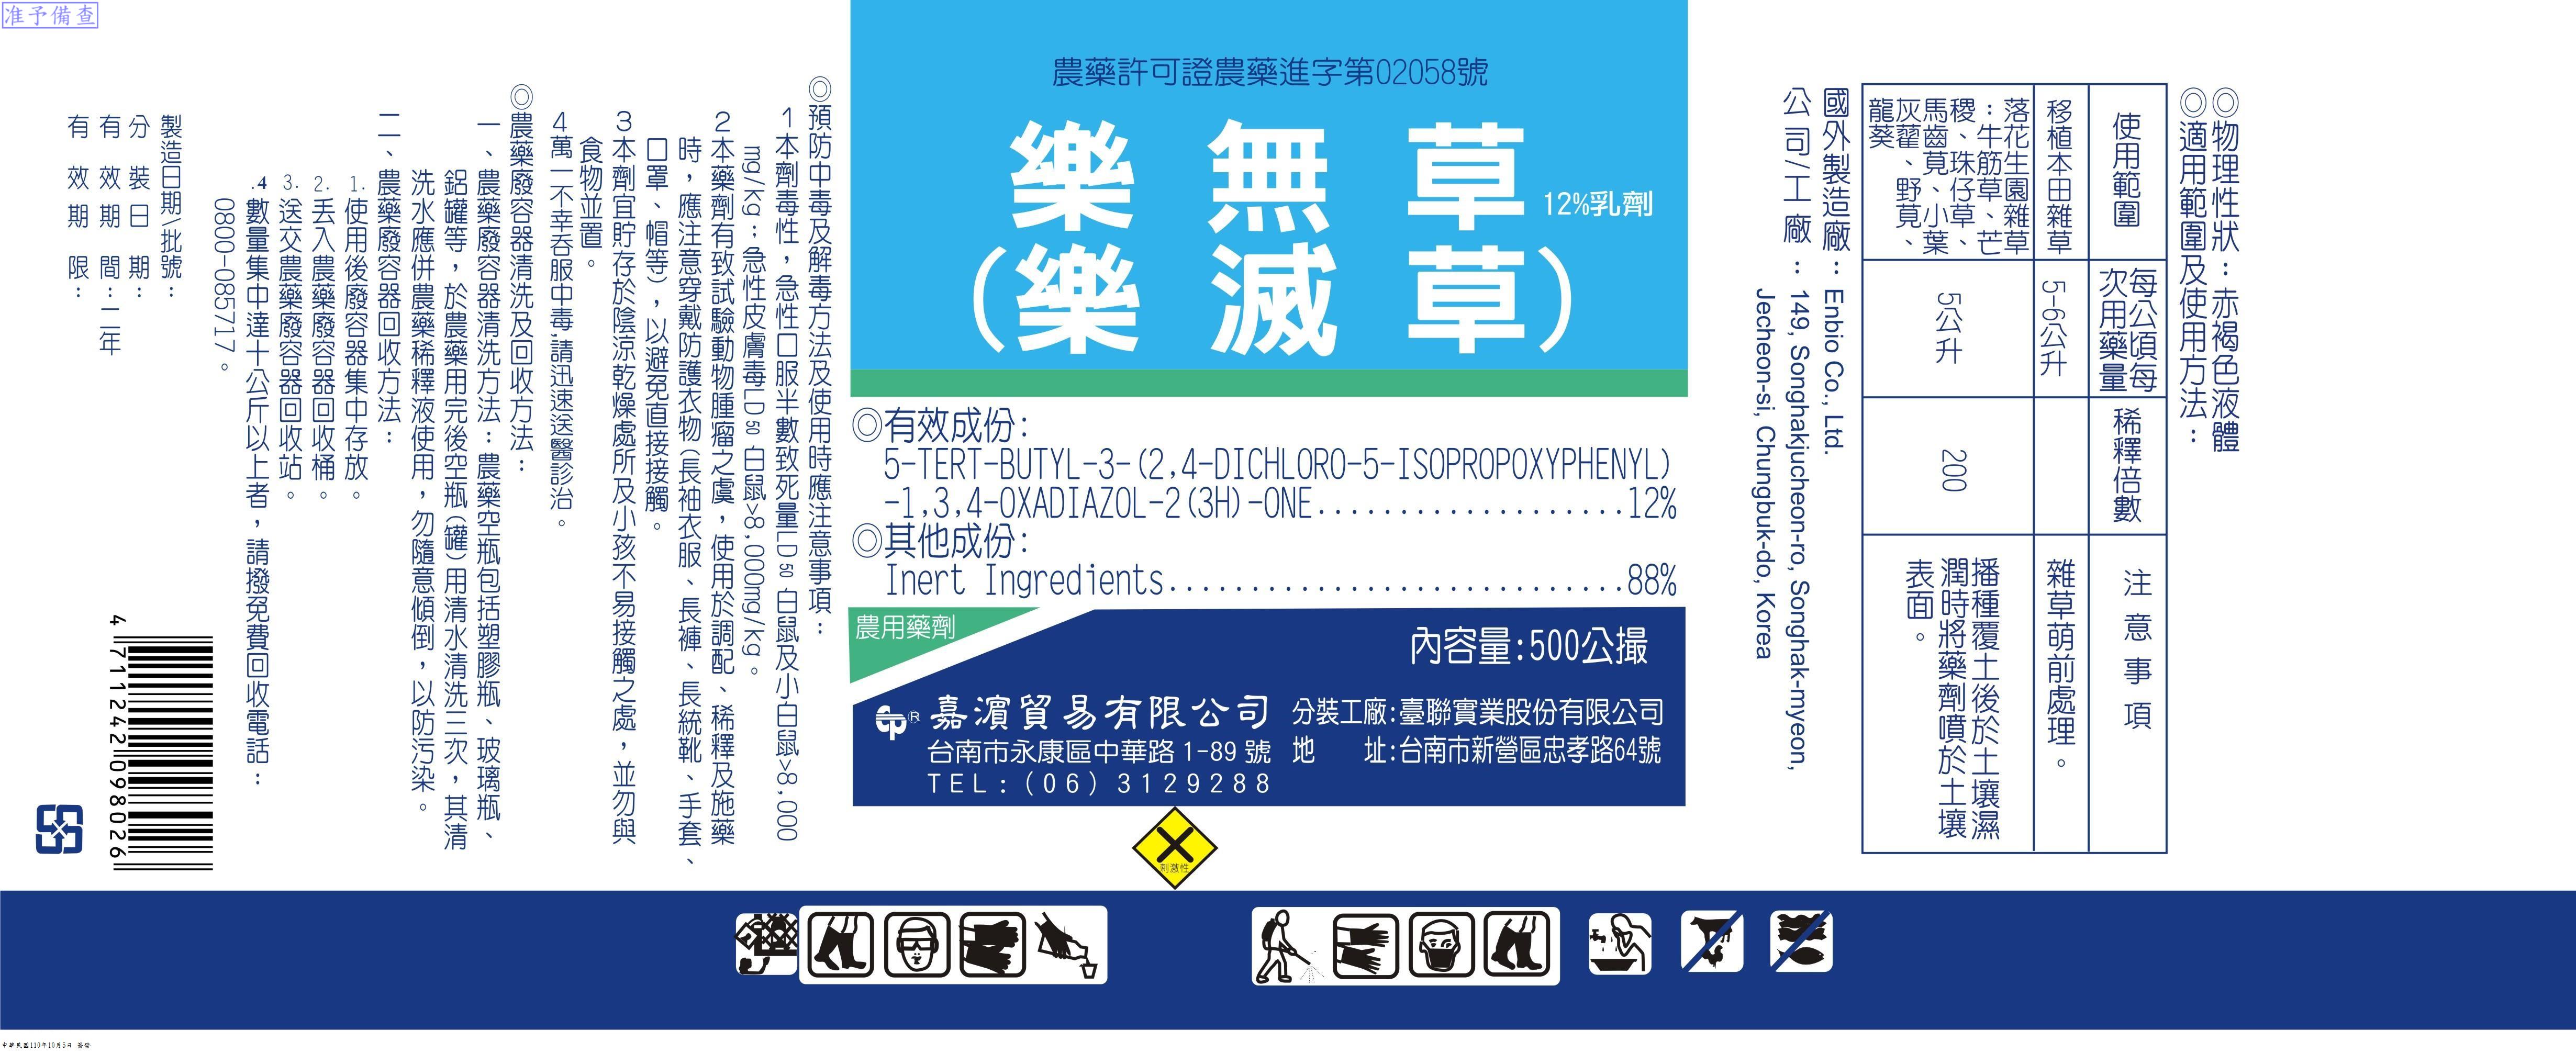 准予備查
農藥許可證農藥進字第02058號
樂無草
12%乳劑
(樂滅草)
◎有效成份:
5-TERT-BUTYL-3-(2,4-DICHLORO-5-ISOPROPOXYPHENYL)
-1,3,4-OXADIAZOL-2(3H)-ONE...................12%
◎其他成份:
Inert Ingredients............................88%
農用藥劑
內容量:500公撮
嘉濱貿易有限公司
台南市永康區中華路1-89號
TEL:(06)3129288
分裝工廠:臺聯實業股份有限公司
地 址:台南市新營區忠孝路64號
刺激性
◎物理性狀：赤褐色液體
◎適用範圍及使用方法：
使用範圍
每公頃每
次用藥量
稀釋倍數
注意事項
移植本田雜草
5-6公升
雜草萌前處理。
落花生園雜草
：牛筋草、芒
稷、珠仔草、
馬齒莧、小葉
灰藋、野莧、
龍葵
5公升
200
播種覆土後於土壤濕
潤時將藥劑噴於土壤
表面。
國外製造廠：Enbio Co., Ltd.
公司/工廠：149, Songhakjucheon-ro, Songhak-myeon,
Jecheon-si, Chungbuk-do, Korea
◎預防中毒及解毒方法及使用時應注意事項：
1本劑毒性，急性口服半數致死量LD50白鼠及小白鼠>8,000
mg/kg；急性皮膚毒LD50白鼠>8,000mg/kg。
2本藥劑有致試驗動物腫瘤之虞，使用於調配、稀釋及施藥
時，應注意穿戴防護衣物(長袖衣服、長褲、長統靴、手套、
口罩、帽等)，以避免直接接觸。
3本劑宜貯存於陰涼乾燥處所及小孩不易接觸之處，並勿與
食物並置。
4萬一不幸吞服中毒,請迅速送醫診治。
◎農藥廢容器清洗及回收方法：
一、農藥廢容器清洗方法：農藥空瓶包括塑膠瓶、玻璃瓶、
鋁罐等，於農藥用完後空瓶(罐)用清水清洗三次，其清
洗水應併農藥稀釋液使用，勿隨意傾倒，以防污染。
二、農藥廢容器回收方法：
1.使用後廢容器集中存放。
2.丟入農藥廢容器回收桶。
3.送交農藥廢容器回收站。
.4數量集中達十公斤以上者，請撥免費回收電話：
0800-085717。
製造日期/批號：
分裝日期：
有效期間：二年
有效期限：
4711242098026
中華民國110年10月5日 簽發